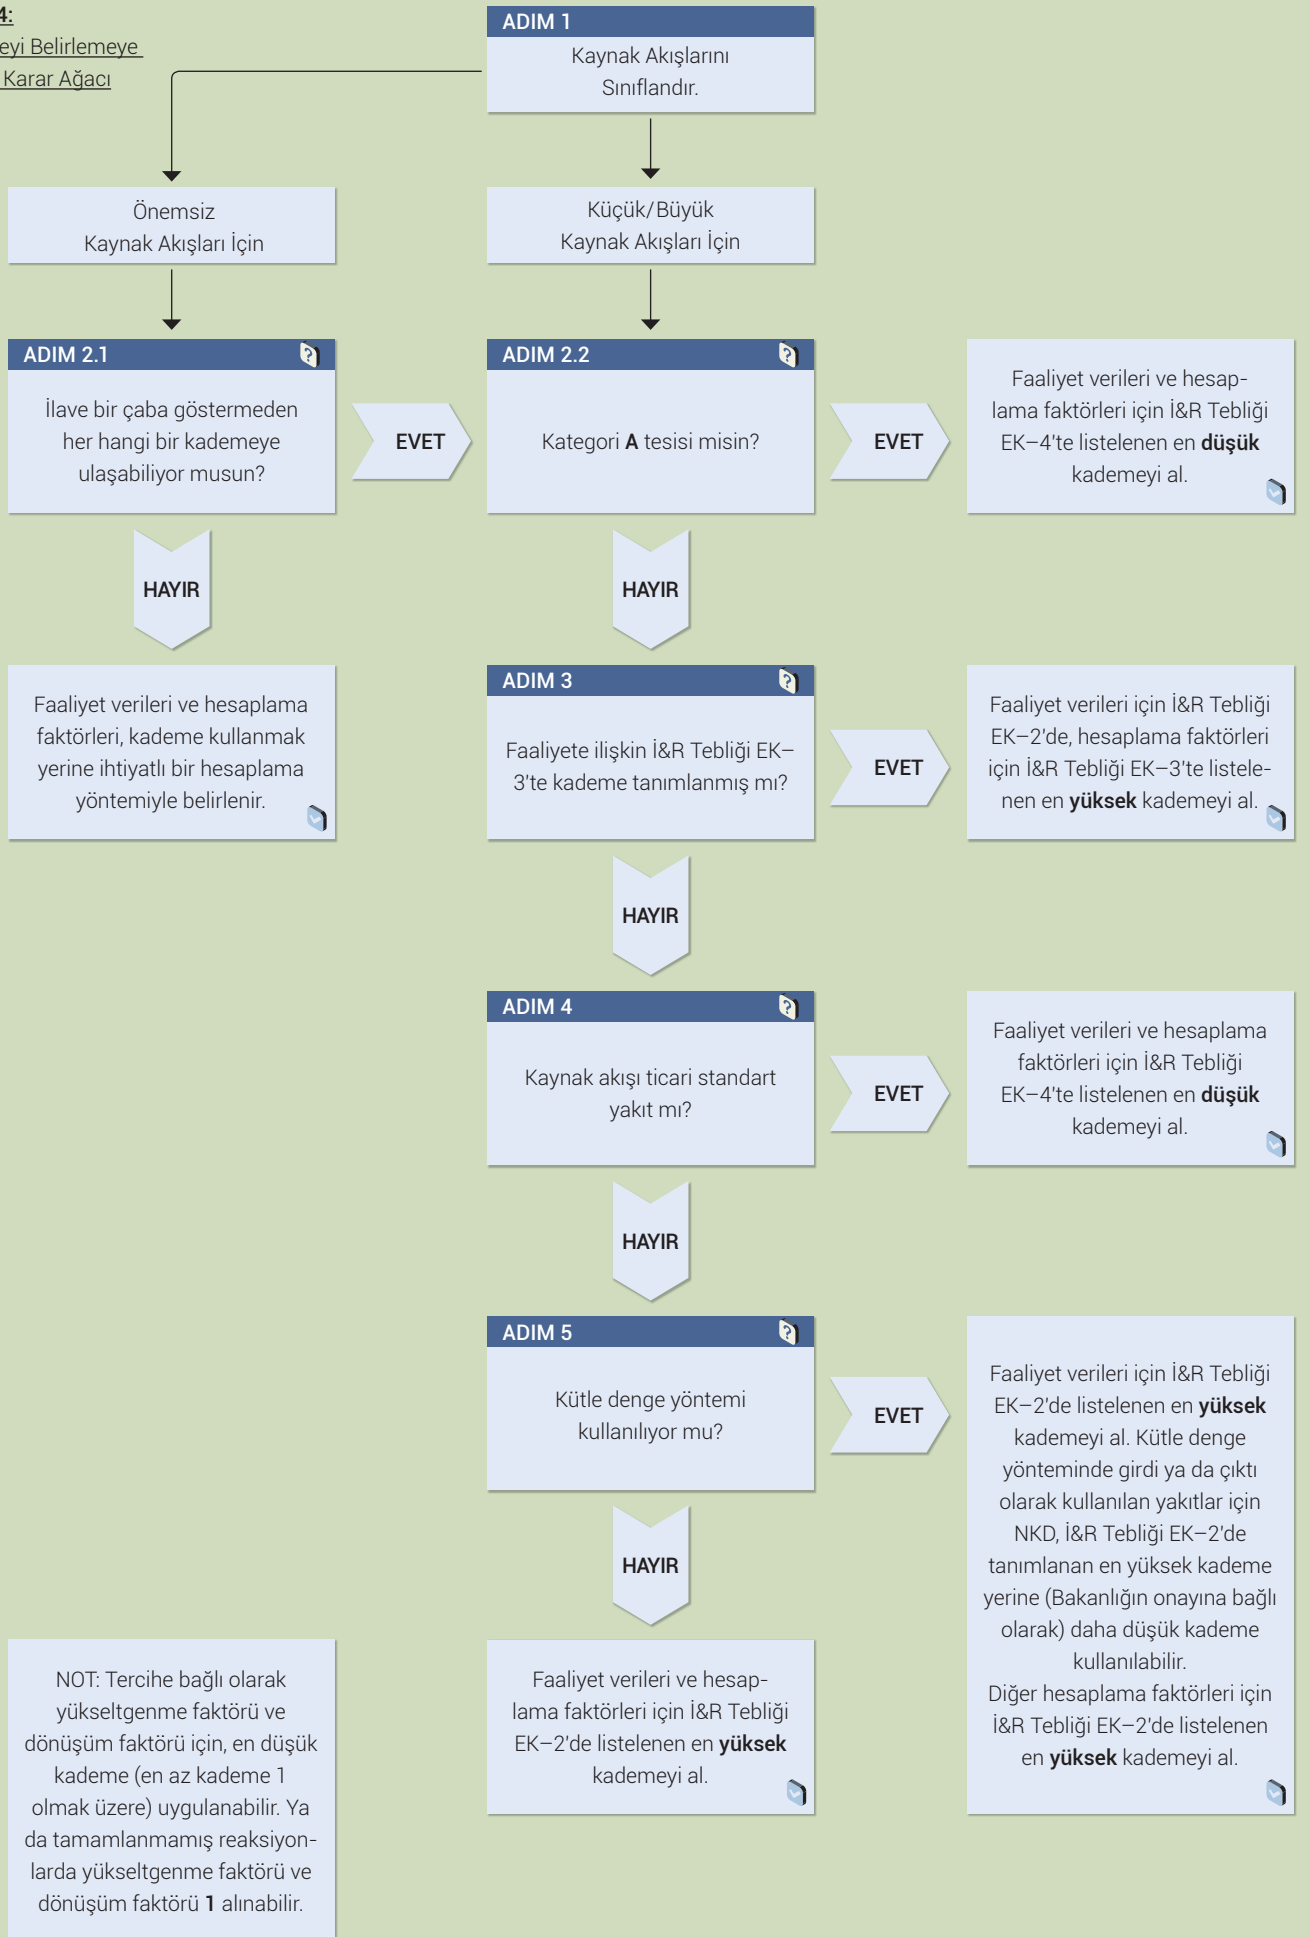 4:
eyi Belirlemeye
Karar Ağacı
ADIM 1
Kaynak Akışlarını
Sınıflandır.
Önemsiz
Kaynak Akışları İçin
Küçük/Büyük
Kaynak Akışları İçin
ADIM 2.1
İlave bir çaba göstermeden
her hangi bir kademeye
ulaşabiliyor musun?
EVET
ADIM 2.2
Kategori A tesisi misin?
EVET
Faaliyet verileri ve hesap-
lama faktörleri için İ&R Tebliği
EK–4'te listelenen en düşük
kademeyi al.
HAYIR
HAYIR
Faaliyet verileri ve hesaplama
faktörleri, kademe kullanmak
yerine ihtiyatlı bir hesaplama
yöntemiyle belirlenir.
ADIM 3
Faaliyete ilişkin İ&R Tebliği EK–
3'te kademe tanımlanmış mı?
EVET
Faaliyet verileri için İ&R Tebliği
EK–2'de, hesaplama faktörleri
için İ&R Tebliği EK–3'te listele-
nen en yüksek kademeyi al.
HAYIR
ADIM 4
Kaynak akışı ticari standart
yakıt mı?
EVET
Faaliyet verileri ve hesaplama
faktörleri için İ&R Tebliği
EK–4'te listelenen en düşük
kademeyi al.
HAYIR
ADIM 5
Kütle denge yöntemi
kullanılıyor mu?
EVET
Faaliyet verileri için İ&R Tebliği
EK–2'de listelenen en yüksek
kademeyi al. Kütle denge
yönteminde girdi ya da çıktı
olarak kullanılan yakıtlar için
NKD, İ&R Tebliği EK–2'de
tanımlanan en yüksek kademe
yerine (Bakanlığın onayına bağlı
olarak) daha düşük kademe
kullanılabilir.
Diğer hesaplama faktörleri için
İ&R Tebliği EK–2'de listelenen
en yüksek kademeyi al.
HAYIR
Faaliyet verileri ve hesap-
lama faktörleri için İ&R Tebliği
EK–2'de listelenen en yüksek
kademeyi al.
NOT: Tercihe bağlı olarak
yükseltgenme faktörü ve
dönüşüm faktörü için, en düşük
kademe (en az kademe 1
olmak üzere) uygulanabilir. Ya
da tamamlanmamış reaksiyon-
larda yükseltgenme faktörü ve
dönüşüm faktörü 1 alınabilir.